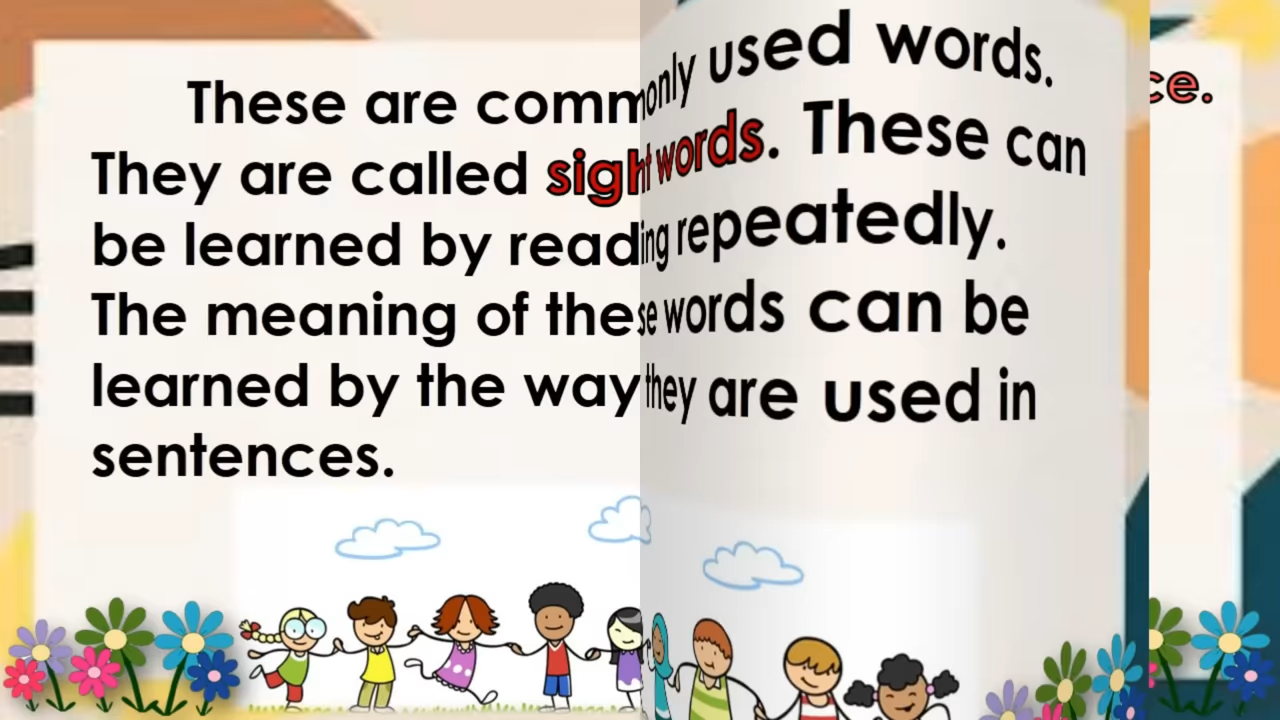 These are commonly used words.
They are called sight words. These can
be learned by reading repeatedly.
The meaning of these words can be
learned by the way they are used in
sentences.
ce.